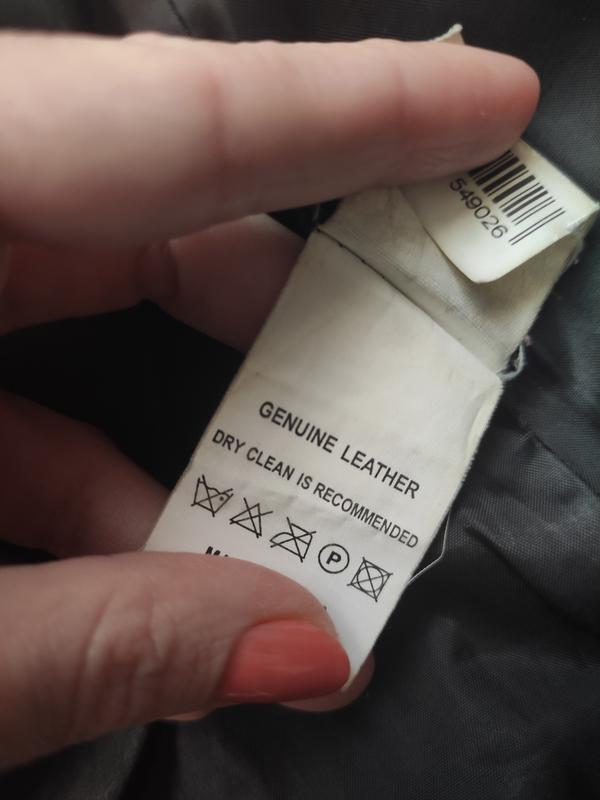 549026
GENUINE LEATHER
DRY CLEAN IS RECOMMENDED
P